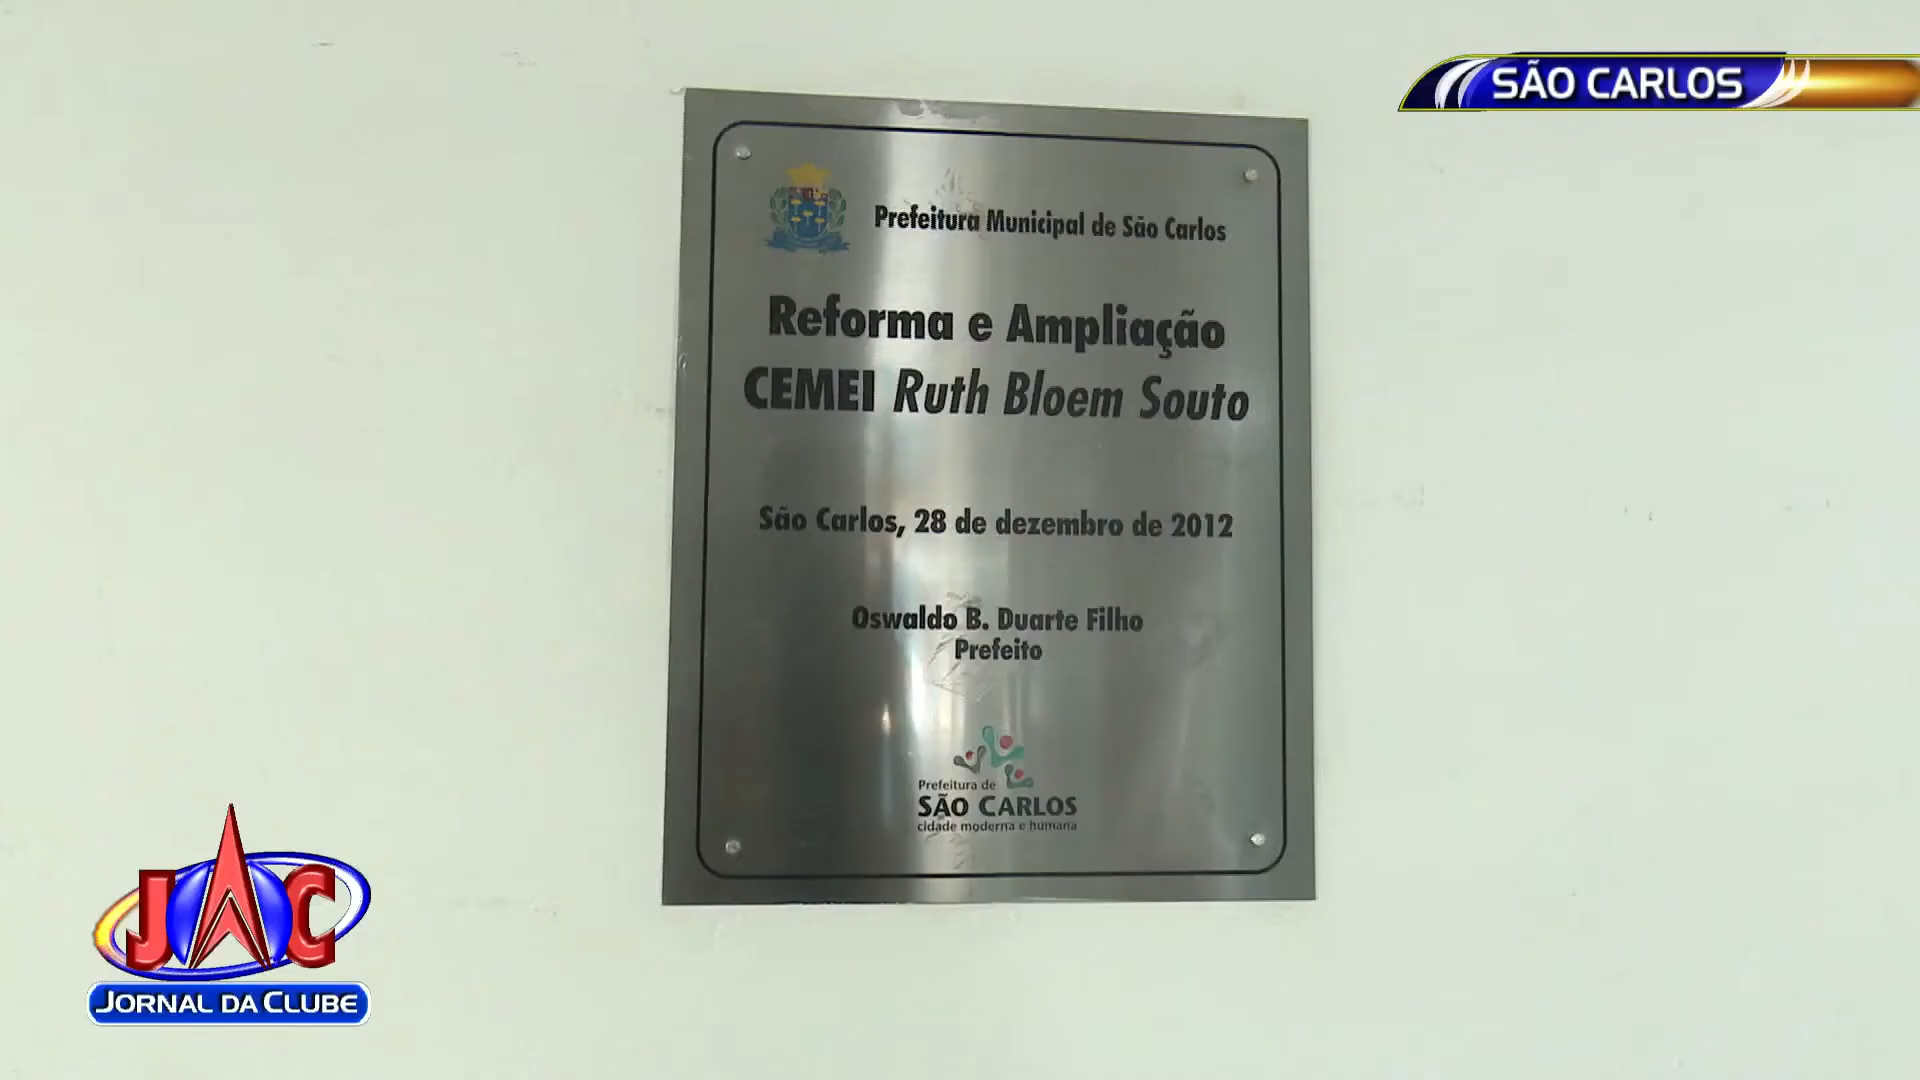 SÃO CARLOS
Prefeitura Municipal de São Carlos
Reforma e Ampliação
CEMEI Ruth Bloem Souto
São Carlos, 28 de dezembro de 2012
Oswaldo B. Duarte Filho
Prefeito
Prefeitura de
SÃO CARLOS
cidade moderna e humana
JAC
JORNAL DA CLUBE